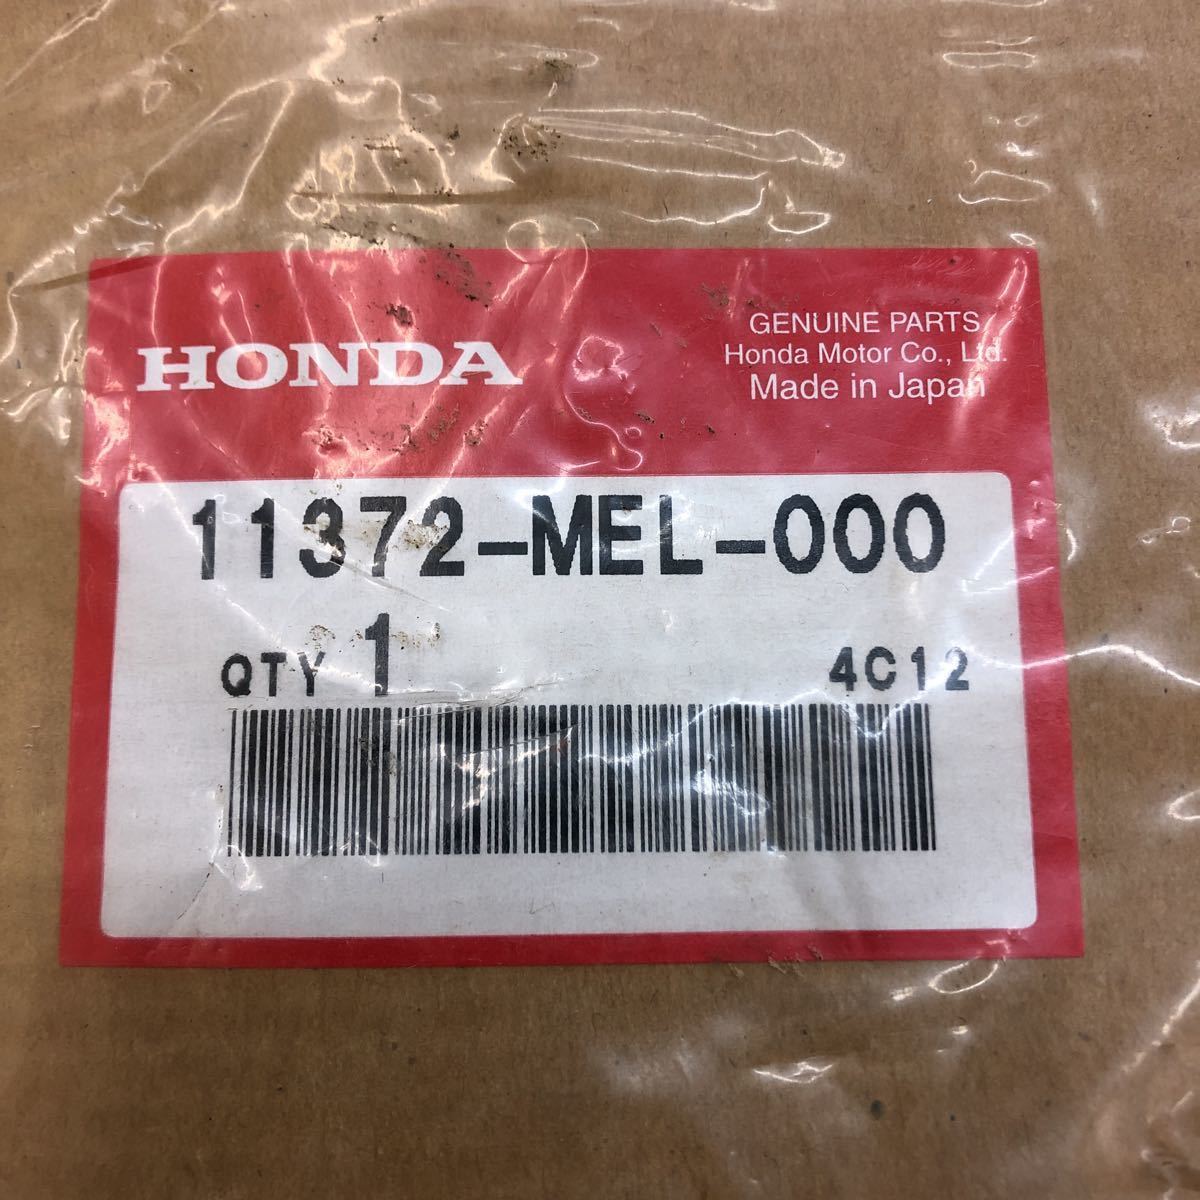 HONDA
GENUINE PARTS
Honda Motor Co., Ltd.
Made in Japan
11372-MEL-000
QTY 1
4C12